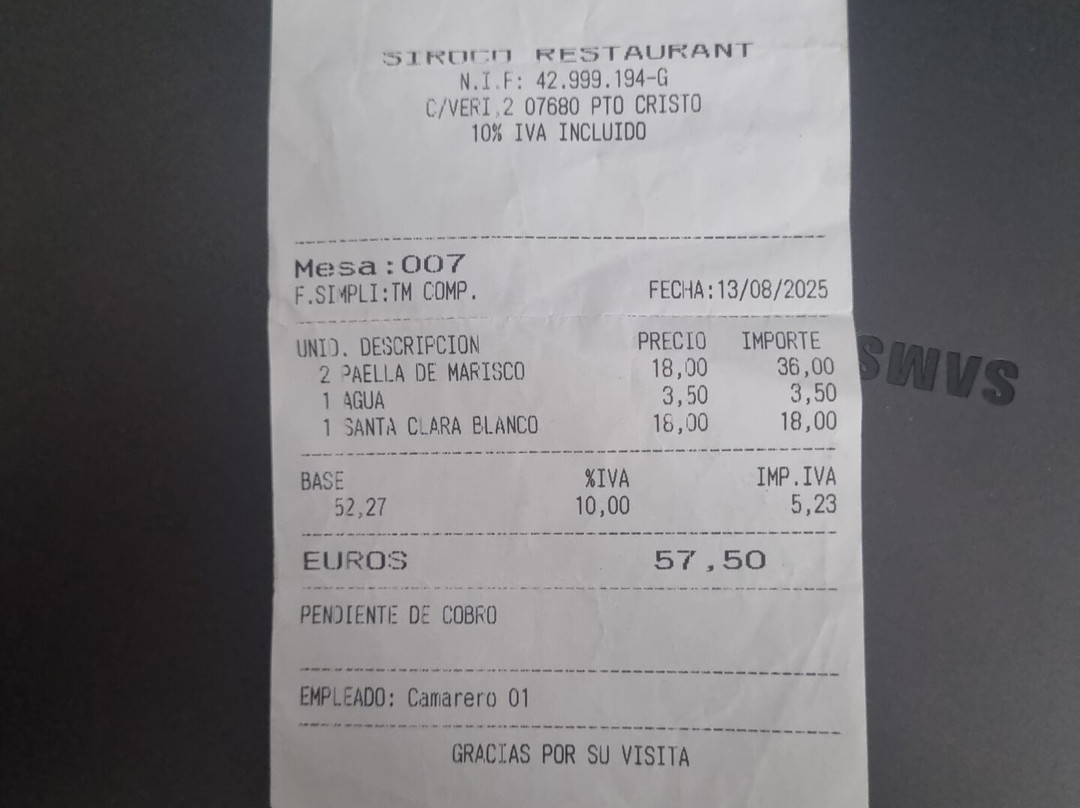 SIROCO RESTAURANT
N.I.F: 42.999.194-G
C/VERI,2 07680 PTO CRISTO
10% IVA INCLUIDO
Mesa:007
F.SIMPLI:TM COMP. FECHA:13/08/2025
UNID. DESCRIPCION PRECIO IMPORTE
2 PAELLA DE MARISCO 18,00 36,00
1 AGUA 3,50 3,50
1 SANTA CLARA BLANCO 18,00 18,00
BASE %IVA IMP.IVA
52,27 10,00 5,23
EUROS 57,50
PENDIENTE DE COBRO
EMPLEADO: Camarero 01
GRACIAS POR SU VISITA
SAMS